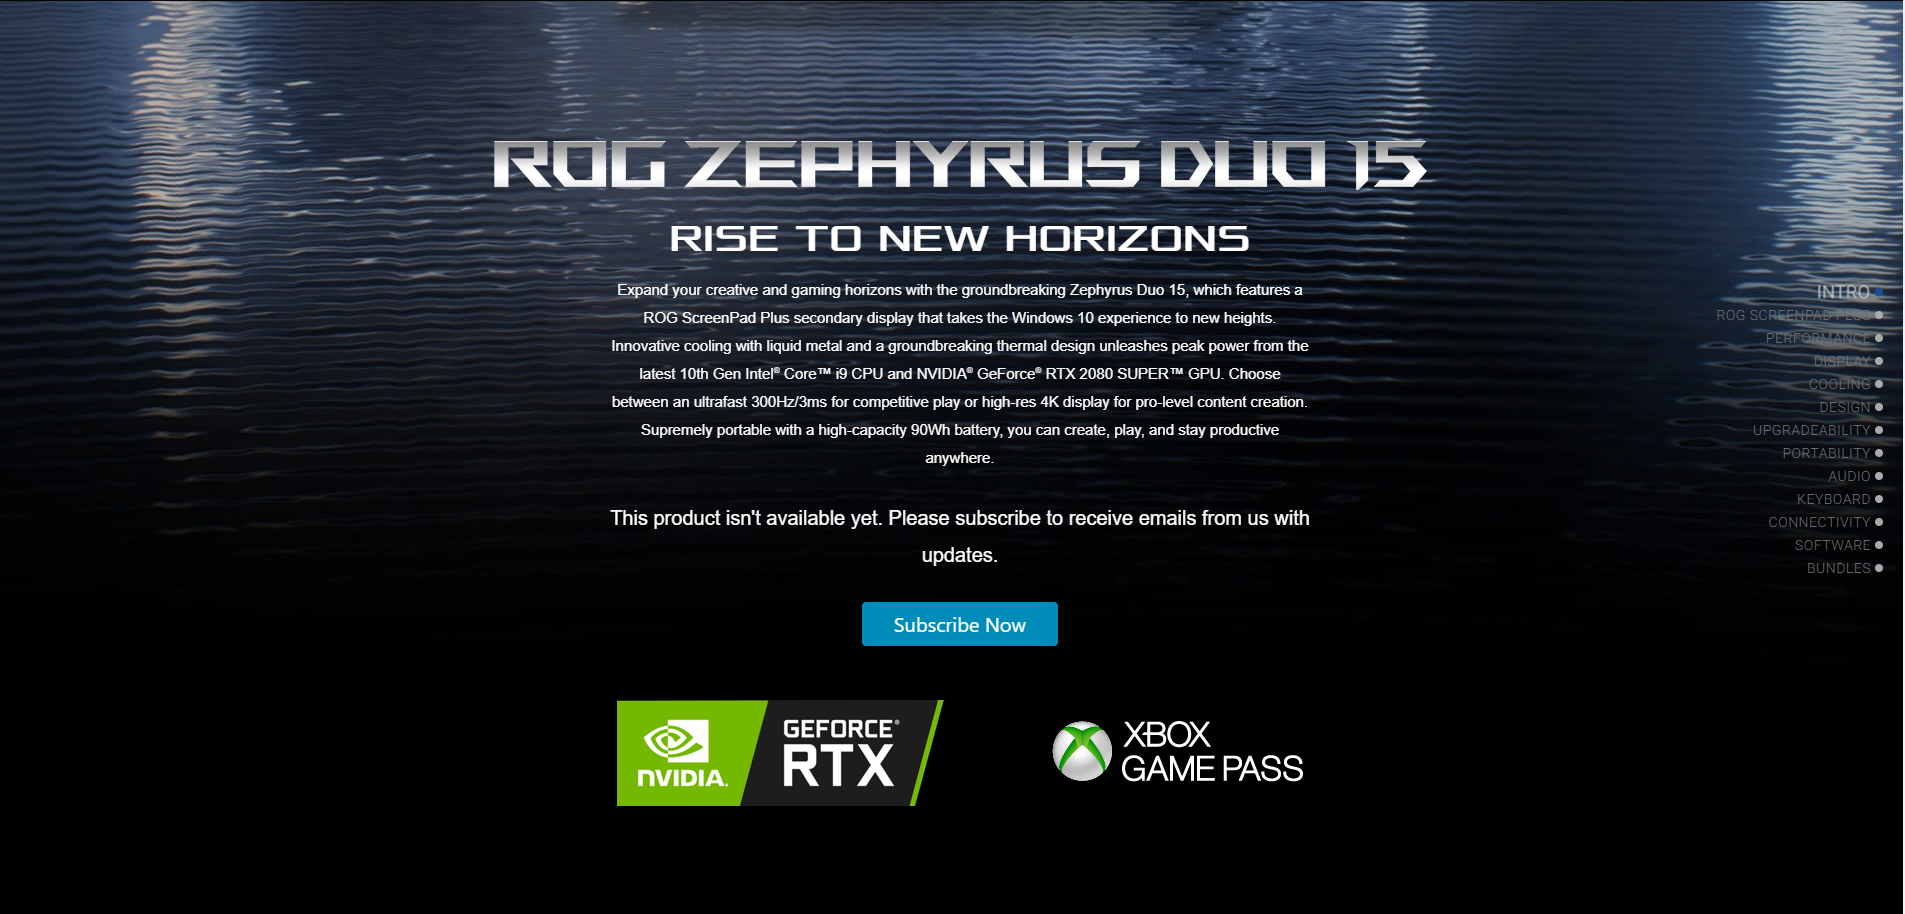 ROG ZEPHYRUS DUO 15
RISE TO NEW HORIZONS
Expand your creative and gaming horizons with the groundbreaking Zephyrus Duo 15, which features a
ROG ScreenPad Plus secondary display that takes the Windows 10 experience to new heights.
Innovative cooling with liquid metal and a groundbreaking thermal design unleashes peak power from the
latest 10th Gen Intel® Core™ i9 CPU and NVIDIA® GeForce® RTX 2080 SUPER™ GPU. Choose
between an ultrafast 300Hz/3ms for competitive play or high-res 4K display for pro-level content creation.
Supremely portable with a high-capacity 90Wh battery, you can create, play, and stay productive
anywhere.
This product isn't available yet. Please subscribe to receive emails from us with
updates.
Subscribe Now
NVIDIA.
GEFORCE®
RTX
XBOX
GAME PASS
INTRO
ROG SCREENPAD PLUS
PERFORMANCE
DISPLAY
COOLING
DESIGN
UPGRADEABILITY
PORTABILITY
AUDIO
KEYBOARD
CONNECTIVITY
SOFTWARE
BUNDLES